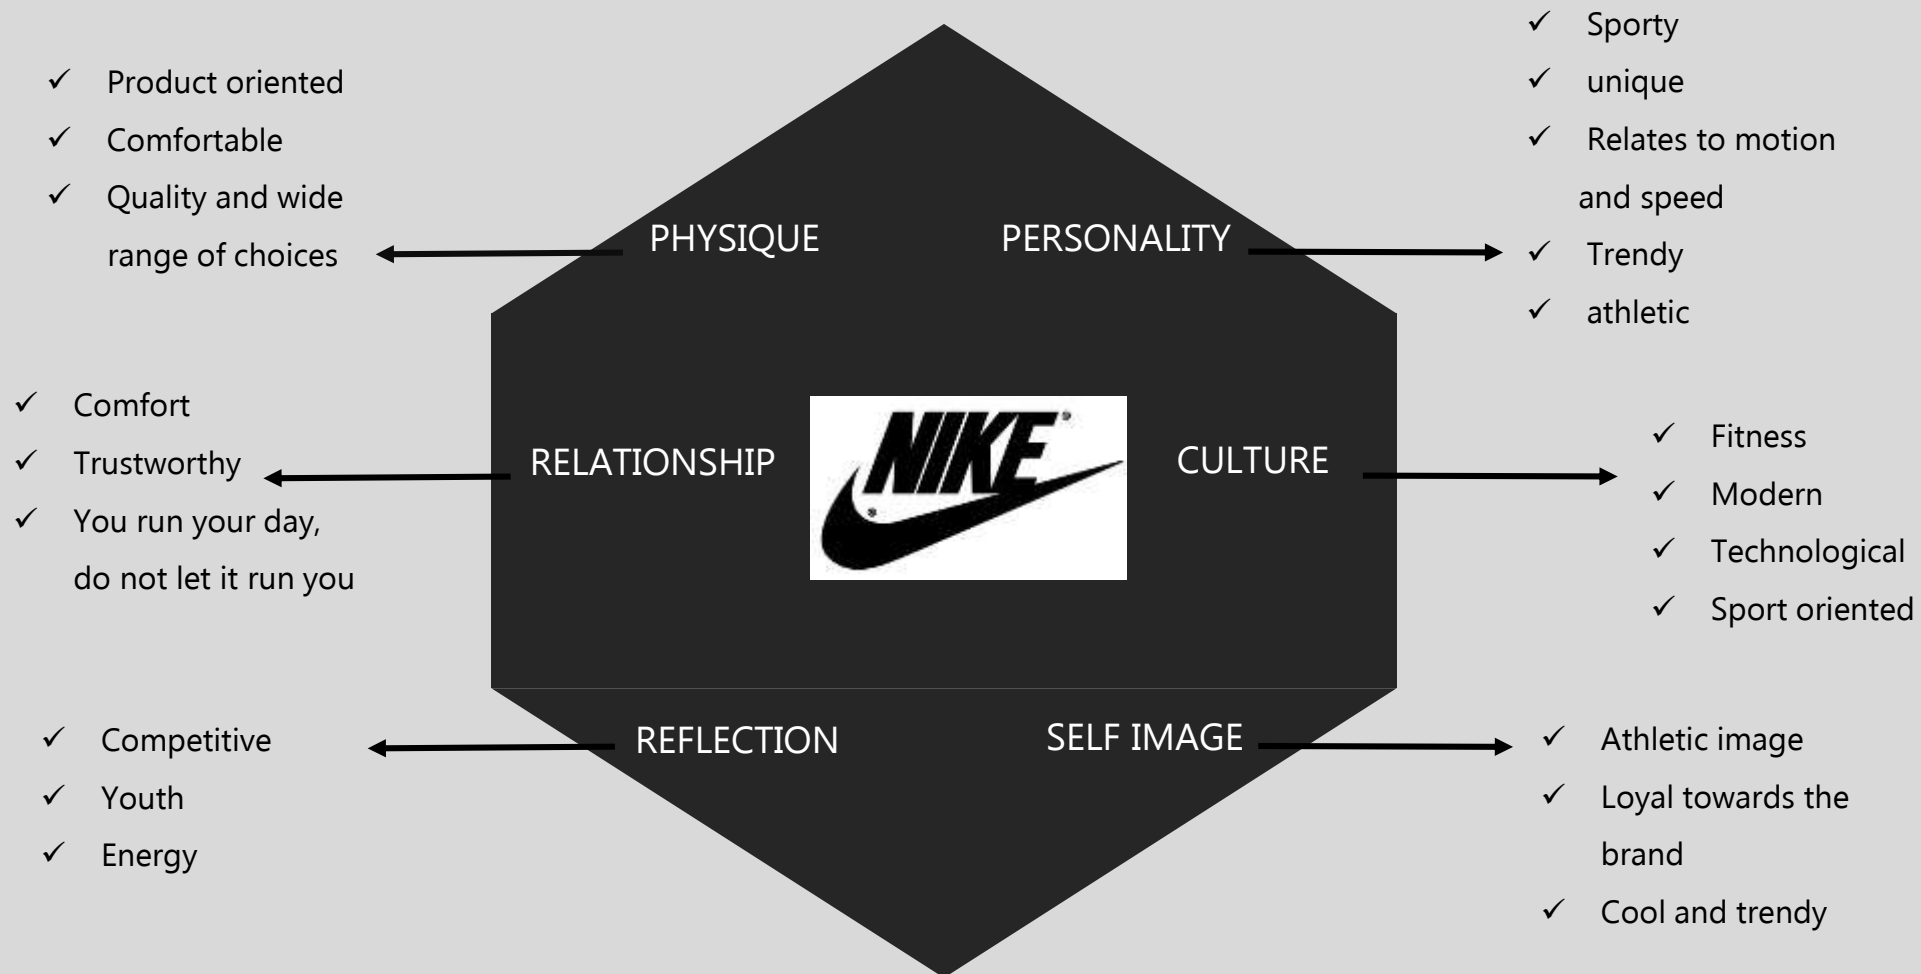 Product oriented
Comfortable
Quality and wide
range of choices
PHYSIQUE
PERSONALITY
Sporty
unique
Relates to motion
and speed
Trendy
athletic
Comfort
Trustworthy
You run your day,
do not let it run you
RELATIONSHIP
NIKE
CULTURE
Fitness
Modern
Technological
Sport oriented
Competitive
Youth
Energy
REFLECTION
SELF IMAGE
Athletic image
Loyal towards the
brand
Cool and trendy